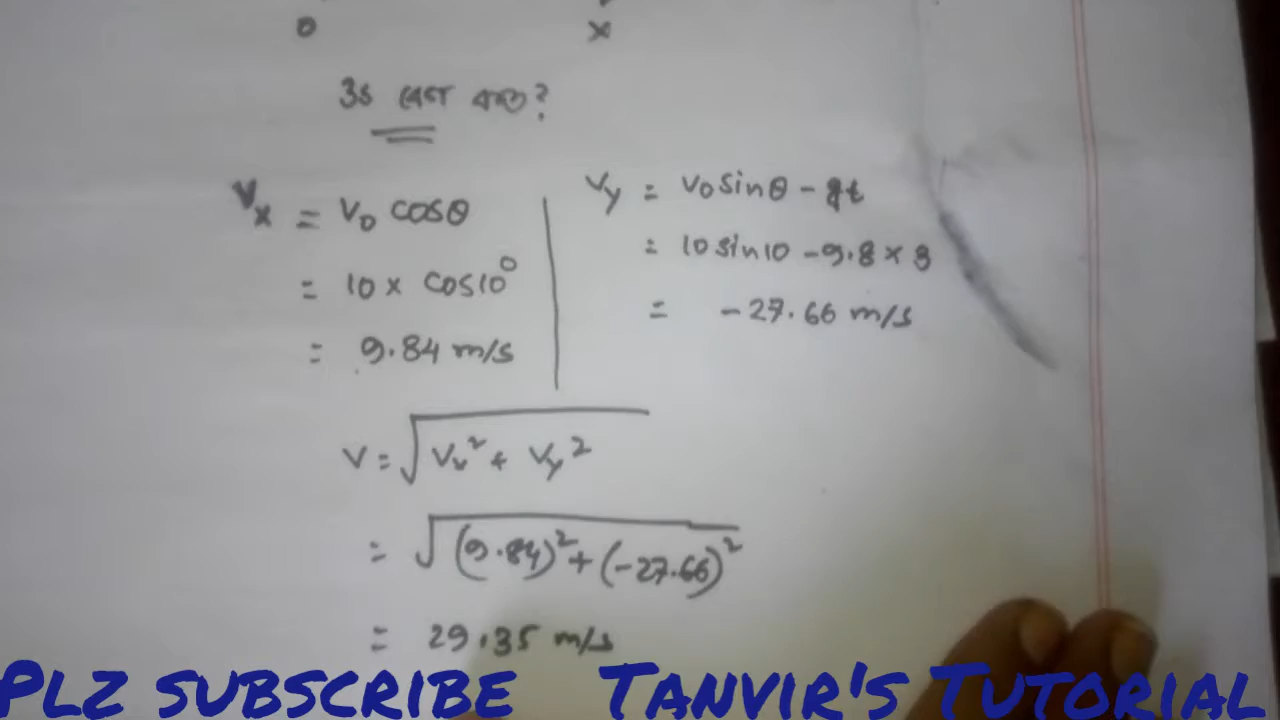 0 x
3s বেগ কত?
Vx = V0 cosθ
= 10 x cos10°
= 9.84 m/s
Vy = V0 sinθ - gt
= 10 sin10 - 9.8 x 3
= -27.66 m/s
V = √Vx² + Vy²
= √(9.84)² + (-27.66)²
= 29.35 m/s
PLZ SUBSCRIBE TANVIR'S TUTORIAL